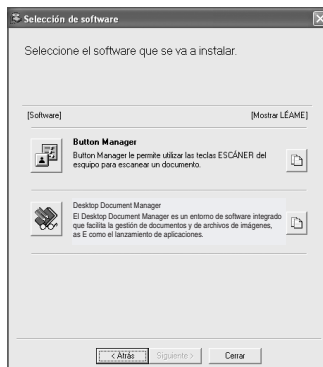 Selección de software
Seleccione el software que se va a instalar.
[Software] [Mostrar LÉAME]
Button Manager
Button Manager le permite utilizar las teclas ESCÁNER del
esquipo para escanear un documento.
Desktop Document Manager
El Desktop Document Manager es un entorno de software integrado
que facilita la gestión de documentos y de archivos de imágenes,
as E como el lanzamiento de aplicaciones.
< Atrás Siguiente > Cerrar